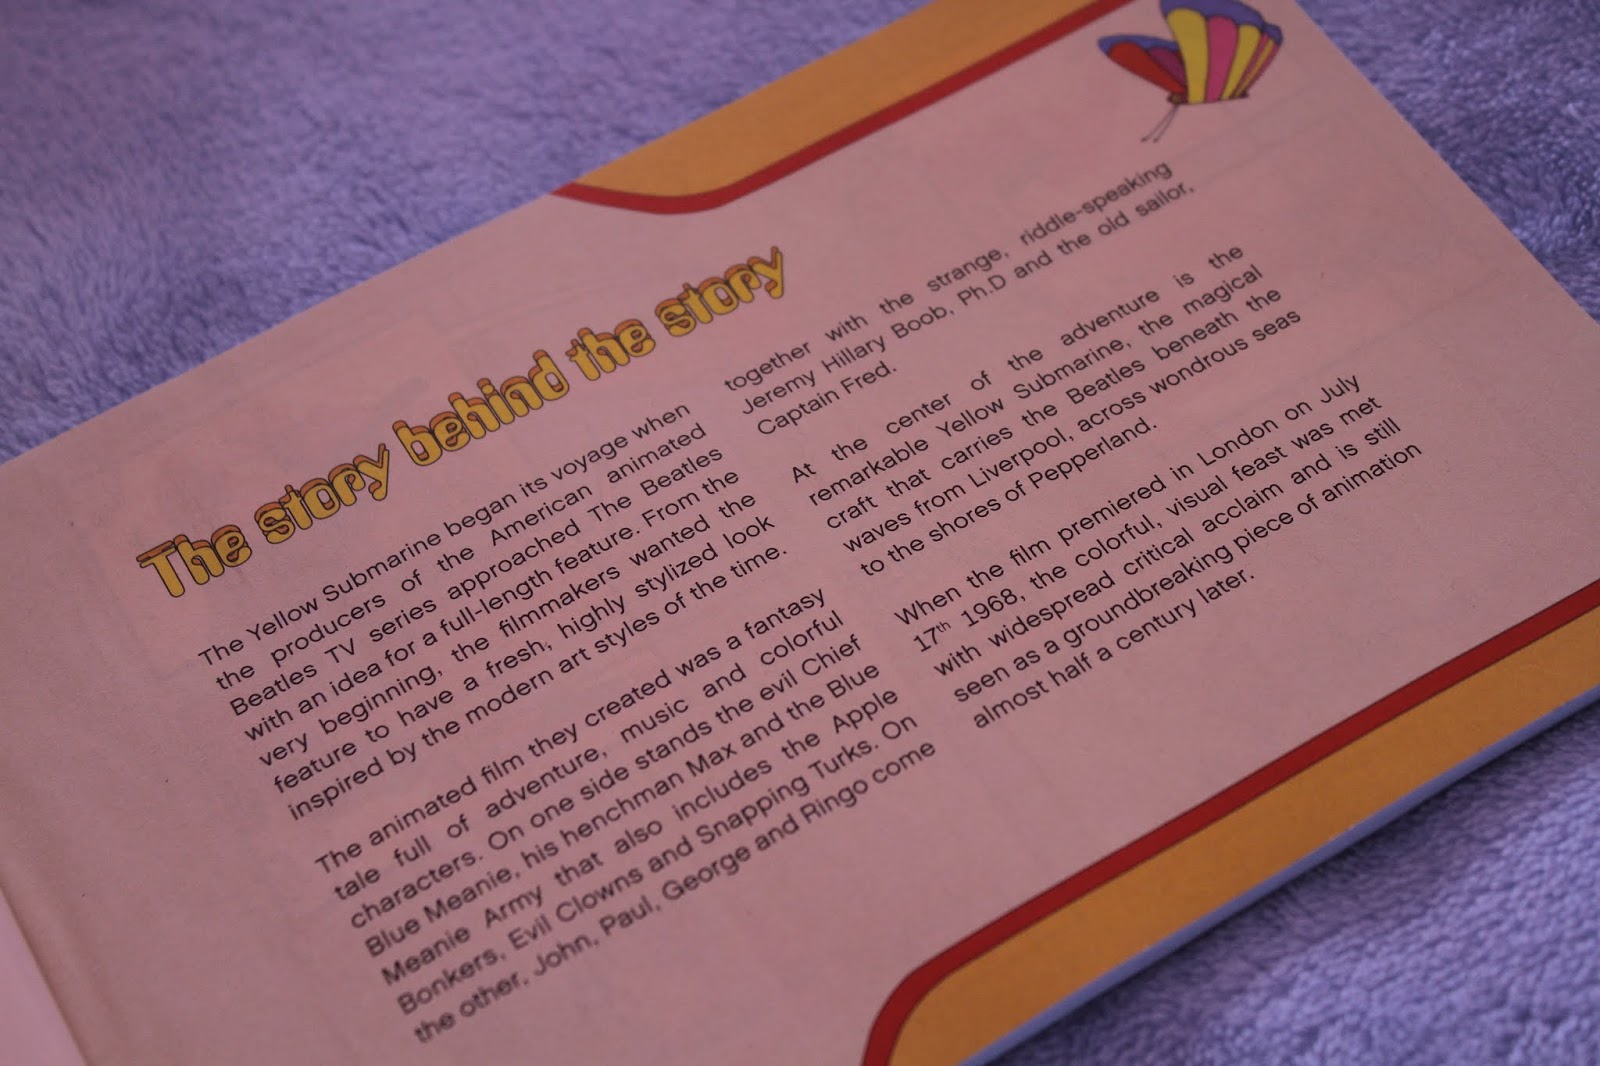 The story behind the story
The Yellow Submarine began its voyage when
the producers of the American animated
Beatles TV series approached The Beatles
with an idea for a full-length feature. From the
very beginning, the filmmakers wanted the
feature to have a fresh, highly stylized look
inspired by the modern art styles of the time.
The animated film they created was a fantasy
tale full of adventure, music and colorful
characters. On one side stands the evil Chief
Blue Meanie, his henchman Max and the Blue
Meanie Army that also includes the Apple
Bonkers, Evil Clowns and Snapping Turks. On
the other, John, Paul, George and Ringo come
together with the strange, riddle-speaking
Jeremy Hillary Boob, Ph.D and the old sailor,
Captain Fred.
At the center of the adventure is the
remarkable Yellow Submarine, the magical
craft that carries the Beatles beneath the
waves from Liverpool, across wondrous seas
to the shores of Pepperland.
When the film premiered in London on July
17th 1968, the colorful, visual feast was met
with widespread critical acclaim and is still
seen as a groundbreaking piece of animation
almost half a century later.